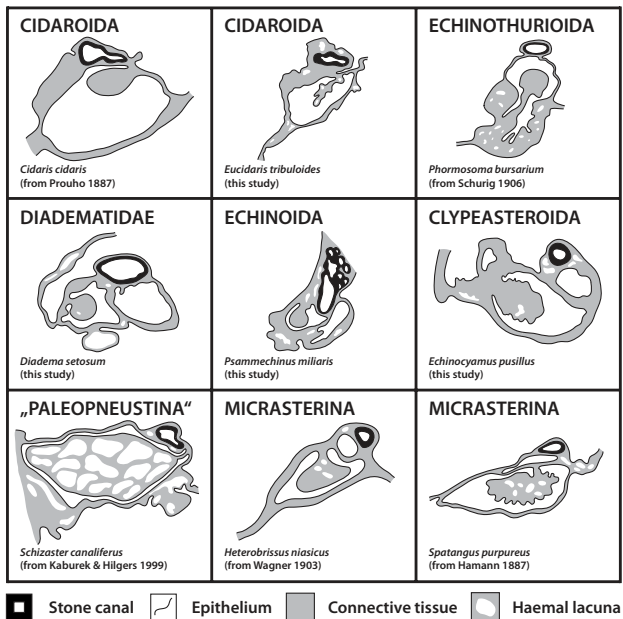 CIDAROIDA
Cidaris cidaris
(from Prouho 1887)
CIDAROIDA
Eucidaris tribuloides
(this study)
ECHINOTHURIOIDA
Phormosoma bursarium
(from Schurig 1906)
DIADEMATIDAE
Diadema setosum
(this study)
ECHINOIDA
Psammechinus miliaris
(this study)
CLYPEASTEROIDA
Echinocyamus pusillus
(this study)
„PALEOPNEUSTINA“
Schizaster canaliferus
(from Kaburek & Hilgers 1999)
MICRASTERINA
Heterobrissus niasicus
(from Wagner 1903)
MICRASTERINA
Spatangus purpureus
(from Hamann 1887)
Stone canal Epithelium Connective tissue Haemal lacuna